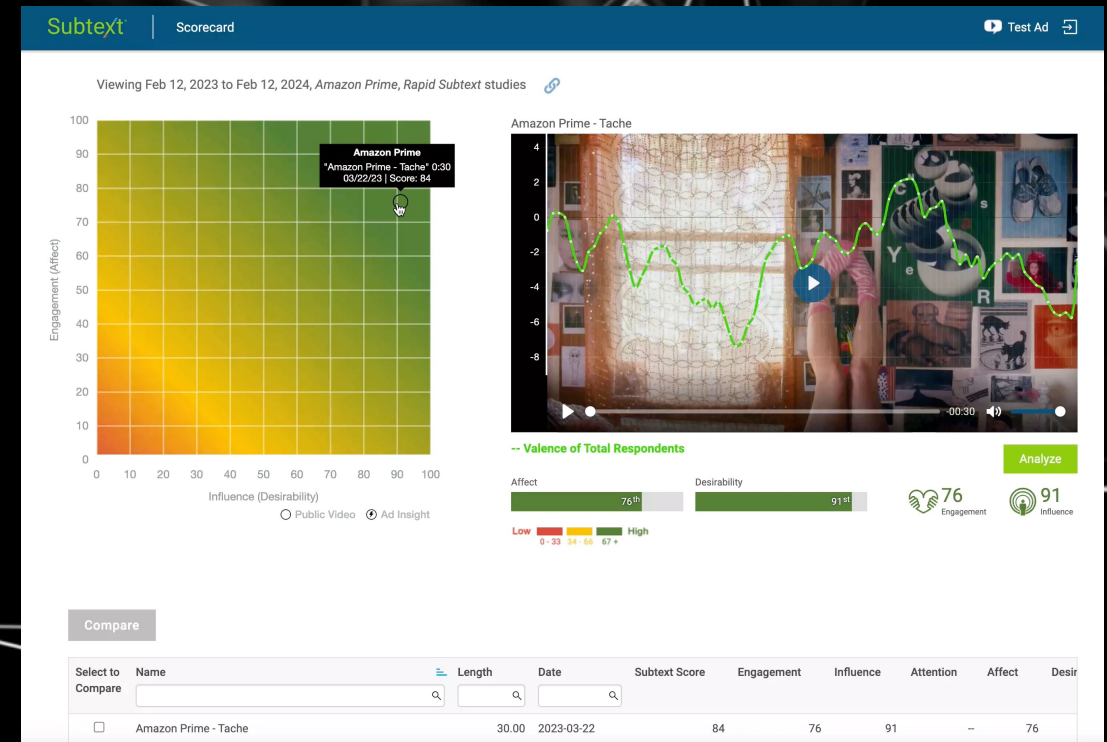 Subtext
Scorecard
Test Ad
Viewing Feb 12, 2023 to Feb 12, 2024, Amazon Prime, Rapid Subtext studies
100
90
80
70
60
50
40
30
20
10
0
Engagement (Affect)
0 10 20 30 40 50 60 70 80 90 100
Influence (Desirability)
Public Video Ad Insight
Amazon Prime
"Amazon Prime - Tache" 0:30
03/22/23 | Score: 84
Amazon Prime - Tache
4
2
0
-2
-4
-6
-8
s
Y
e
R
-00:30
-- Valence of Total Respondents
Analyze
Affect
76th
Desirability
91st
76
Engagement
91
Influence
Low High
0 - 33 34 - 66 67 +
Compare
Select to Compare Name Length Date Subtext Score Engagement Influence Attention Affect Desir
Amazon Prime - Tache 30.00 2023-03-22 84 76 91 -- 76